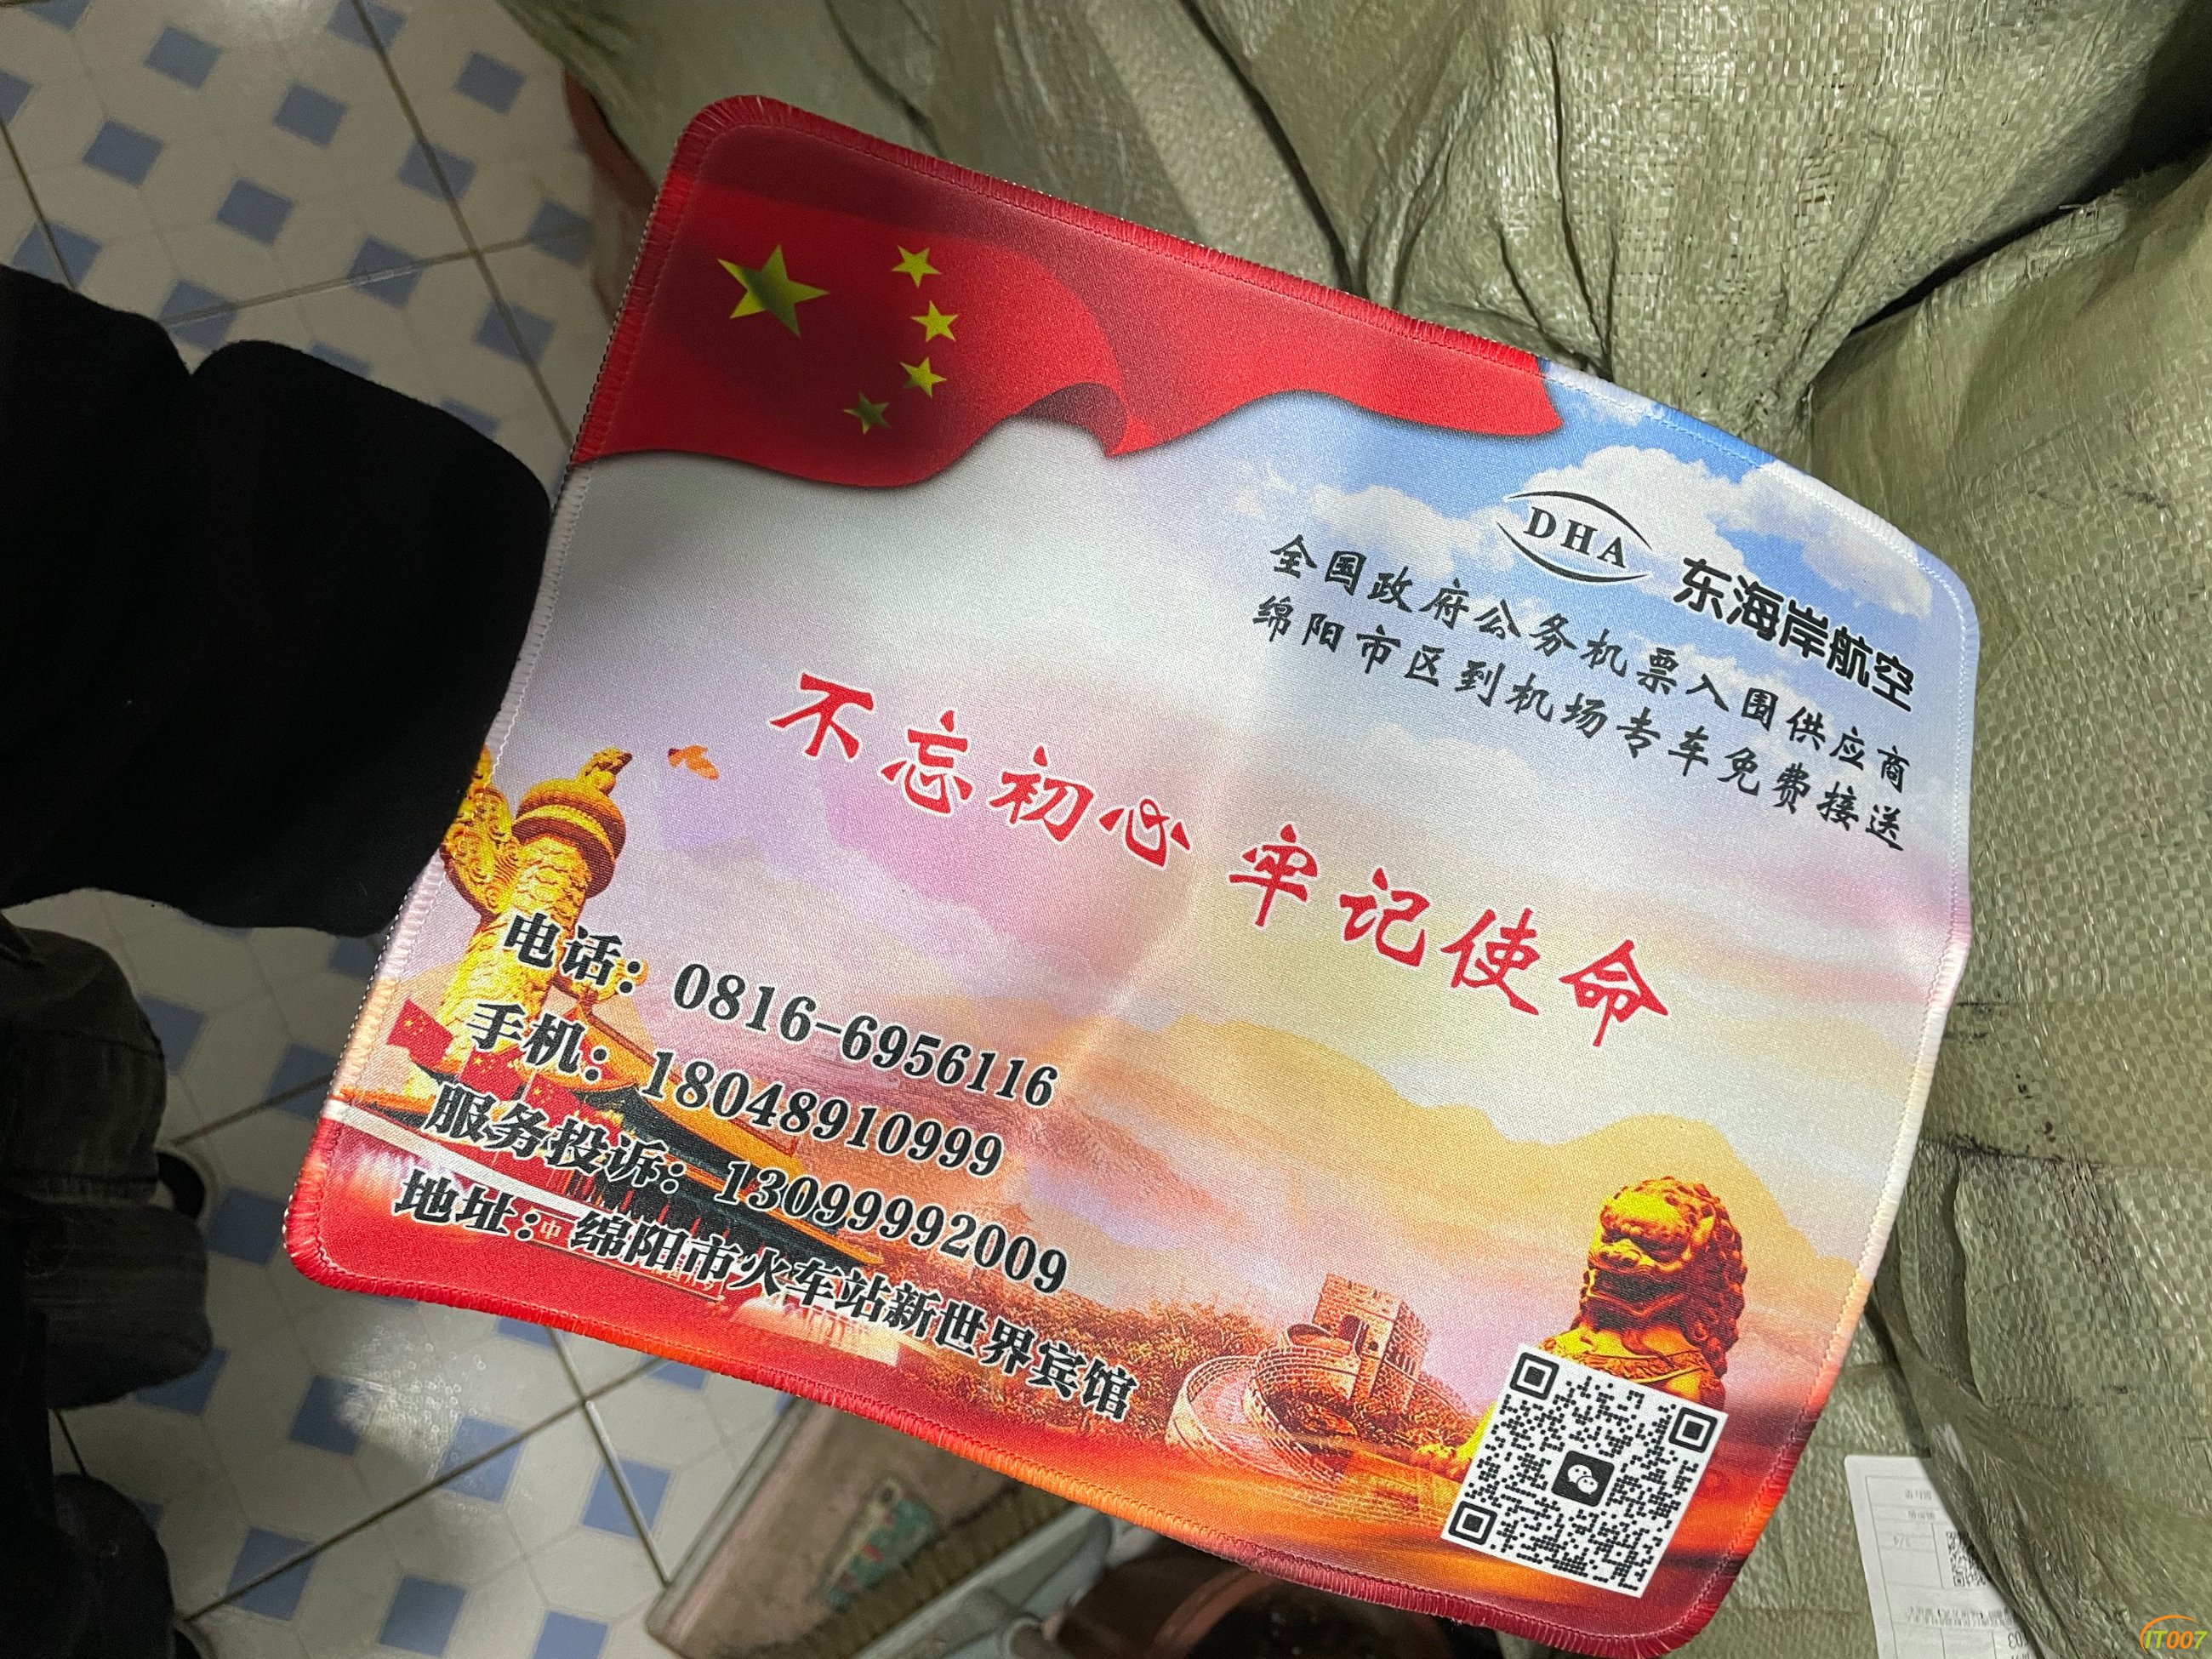 DHA 东海岸航空
全国政府公务机票入围供应商
绵阳市区到机场专车免费接送
不忘初心 牢记使命
电话：0816-6956116
手机：18048910999
服务投诉：13099992009
地址：绵阳市火车站新世界宾馆
IT007